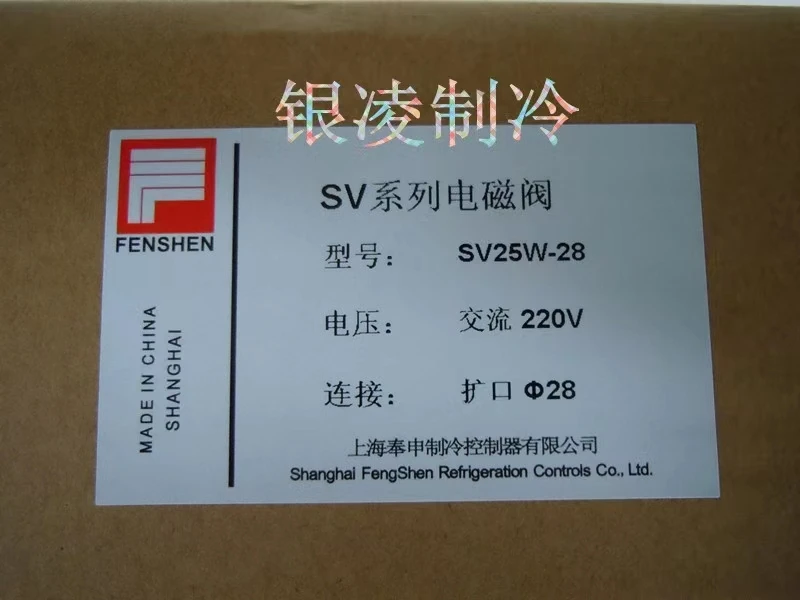 银凌制冷
FENSHEN
MADE IN CHINA
SHANGHAI
SV系列电磁阀
型号： SV25W-28
电压： 交流 220V
连接： 扩口 Φ28
上海奉申制冷控制器有限公司
Shanghai FengShen Refrigeration Controls Co., Ltd.